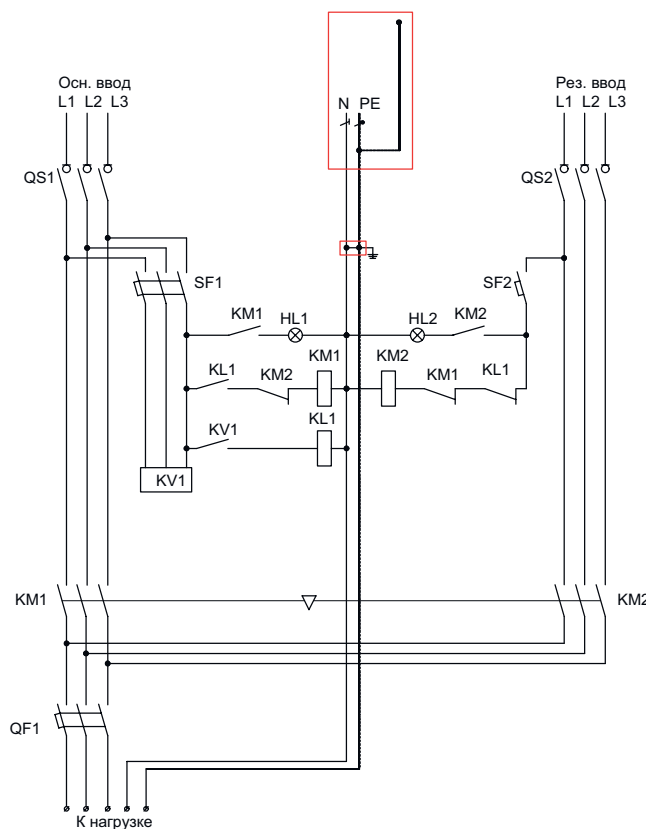 Осн. ввод
L1 L2 L3
N PE
Рез. ввод
L1 L2 L3
QS1
QS2
SF1
SF2
KM1 HL1
HL2 KM2
KL1 KM2 KM1
KM2 KM1 KL1
KV1 KL1
KV1
KM1
KM2
QF1
К нагрузке